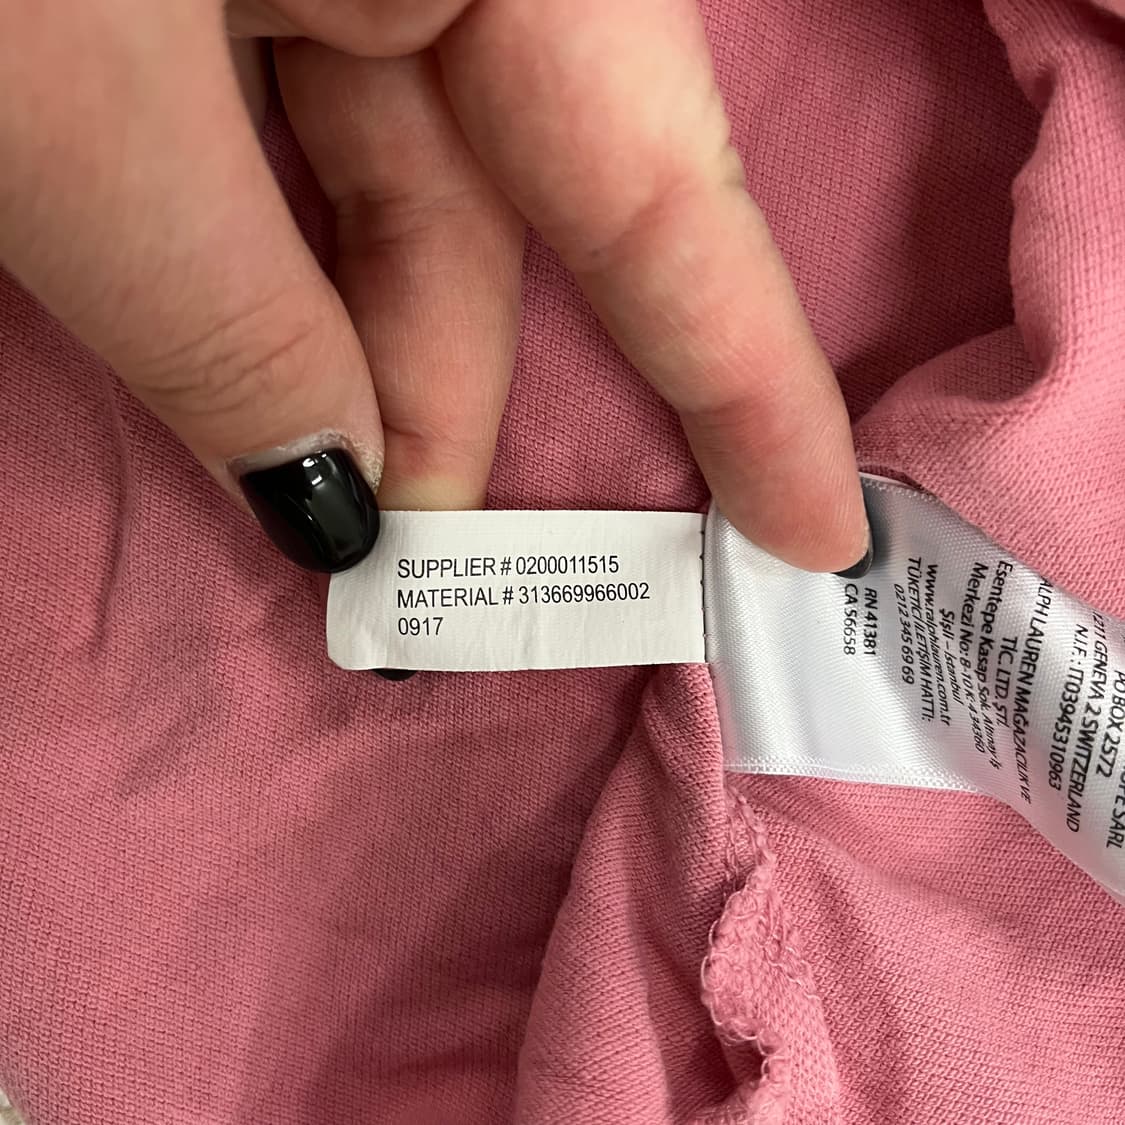 SUPPLIER # 0200011515
MATERIAL # 313669966002
0917
PO BOX 2572
1211 GENEVA 2 SWITZERLAND
N.I.F.: IT03945310963
RALPH LAUREN MAĞAZACILIK VE
TİC. LTD. ŞTİ.
Esentepe Kasap Sok. Altınay İş
Merkezi No: 8-10 K: 4 34360
Şişli – İstanbul
www.ralphlauren.com.tr
TÜKETİCİ İLETİŞİM HATTI:
0212 345 69 69
RN 41381
CA 56658